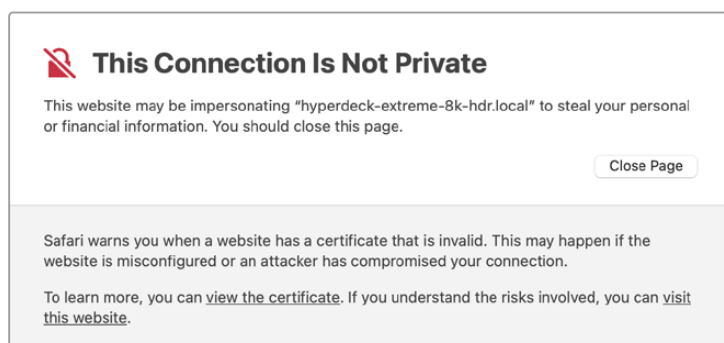 This Connection Is Not Private
This website may be impersonating “hyperdeck-extreme-8k-hdr.local” to steal your personal
or financial information. You should close this page.
Close Page
Safari warns you when a website has a certificate that is invalid. This may happen if the
website is misconfigured or an attacker has compromised your connection.
To learn more, you can view the certificate. If you understand the risks involved, you can visit
this website.